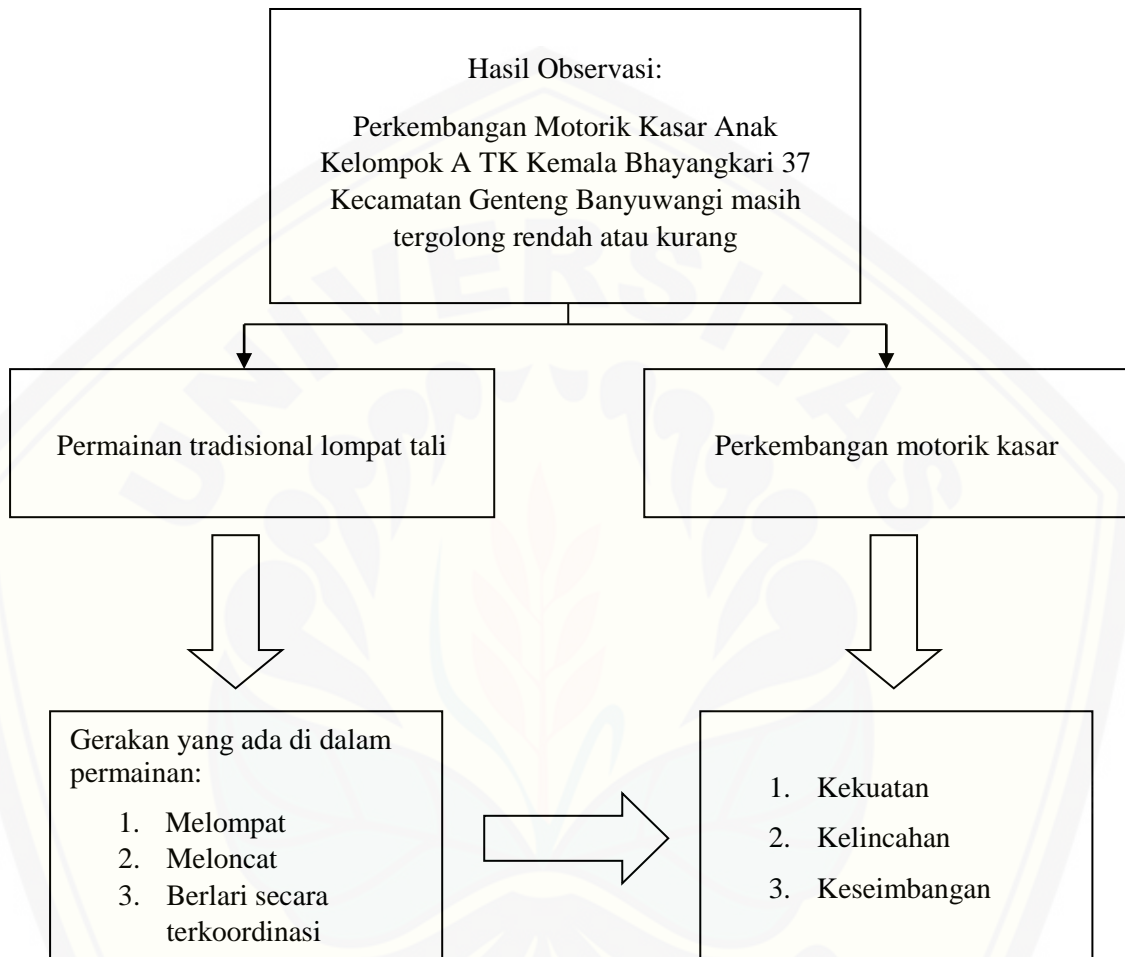 Hasil Observasi:
Perkembangan Motorik Kasar Anak
Kelompok A TK Kemala Bhayangkari 37
Kecamatan Genteng Banyuwangi masih
tergolong rendah atau kurang
UNIVERSITAS
Permainan tradisional lompat tali
Perkembangan motorik kasar
Gerakan yang ada di dalam
permainan:
1. Melompat
2. Meloncat
3. Berlari secara
terkoordinasi
1. Kekuatan
2. Kelincahan
3. Keseimbangan